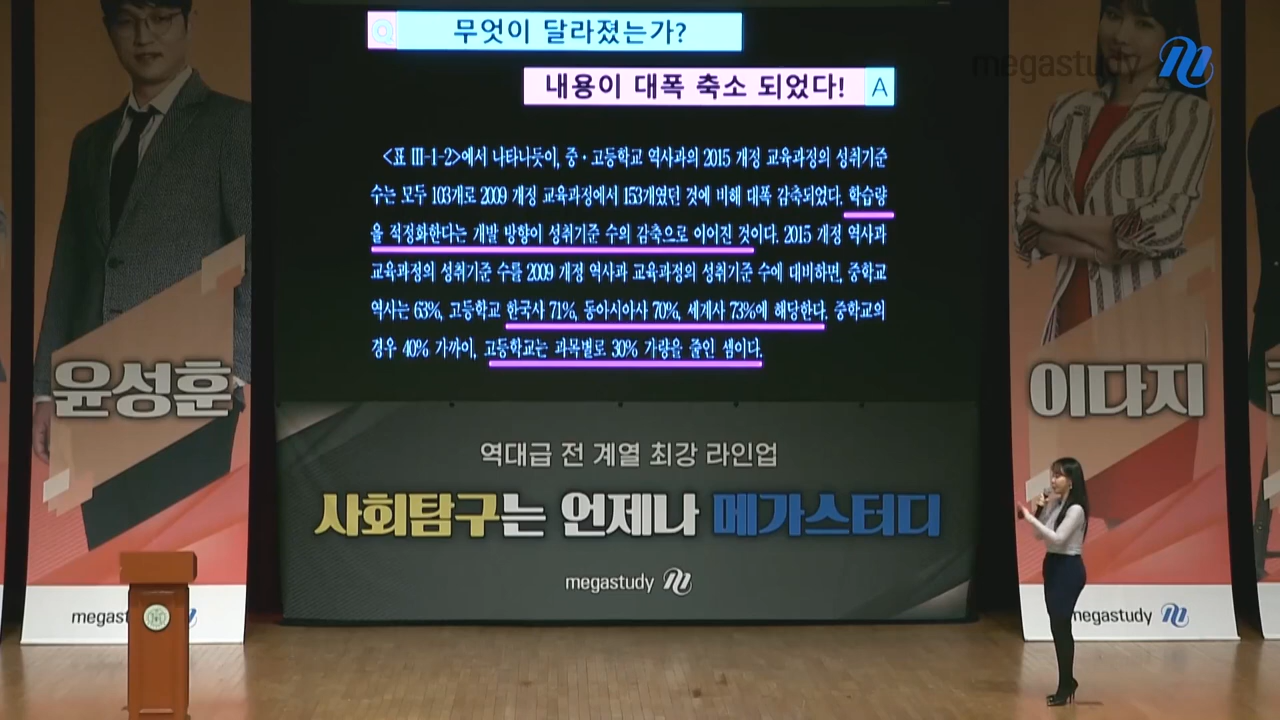 Q 무엇이 달라졌는가?
내용이 대폭 축소 되었다! A
megastudy
<표 III-1-2>에서 나타나듯이, 중·고등학교 역사과의 2015 개정 교육과정의 성취기준
수는 모두 103개로 2009 개정 교육과정에서 153개였던 것에 비해 대폭 감축되었다. 학습량
을 적정화한다는 개발 방향이 성취기준 수의 감축으로 이어진 것이다. 2015 개정 역사과
교육과정의 성취기준 수를 2009 개정 역사과 교육과정의 성취기준 수에 대비하면, 중학교
역사는 63%, 고등학교 한국사 71%, 동아시아사 70%, 세계사 73%에 해당한다. 중학교의
경우 40% 가까이, 고등학교는 과목별로 30% 가량을 줄인 셈이다.
윤성훈
이다지
역대급 전 계열 최강 라인업
사회탐구는 언제나 메가스터디
megastudy
megast
megastudy